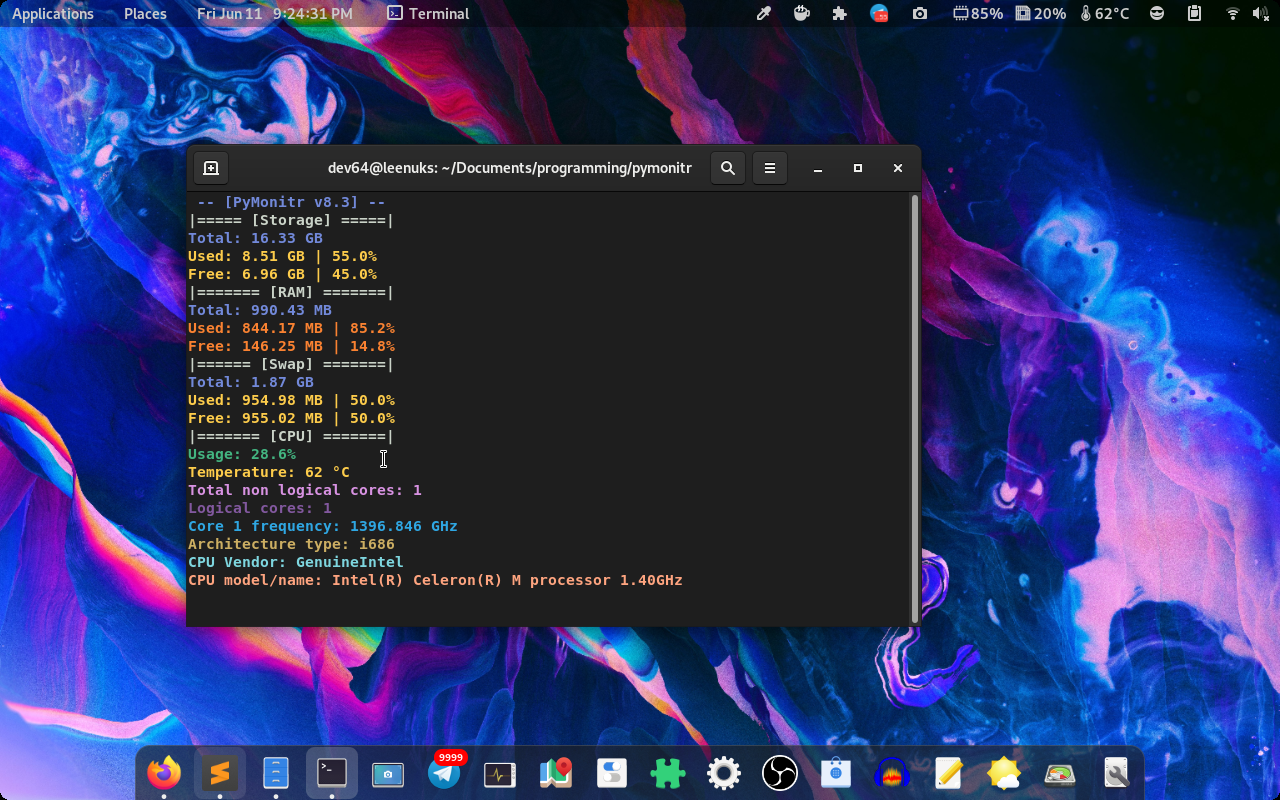 Applications Places Fri Jun 11 9:24:31 PM Terminal 85% 20% 62°C
dev64@leenuks: ~/Documents/programming/pymonitr
-- [PyMonitr v8.3] --
|===== [Storage] =====|
Total: 16.33 GB
Used: 8.51 GB | 55.0%
Free: 6.96 GB | 45.0%
|======= [RAM] =======|
Total: 990.43 MB
Used: 844.17 MB | 85.2%
Free: 146.25 MB | 14.8%
|====== [Swap] =======|
Total: 1.87 GB
Used: 954.98 MB | 50.0%
Free: 955.02 MB | 50.0%
|======= [CPU] =======|
Usage: 28.6%
Temperature: 62 °C
Total non logical cores: 1
Logical cores: 1
Core 1 frequency: 1396.846 GHz
Architecture type: i686
CPU Vendor: GenuineIntel
CPU model/name: Intel(R) Celeron(R) M processor 1.40GHz
9999